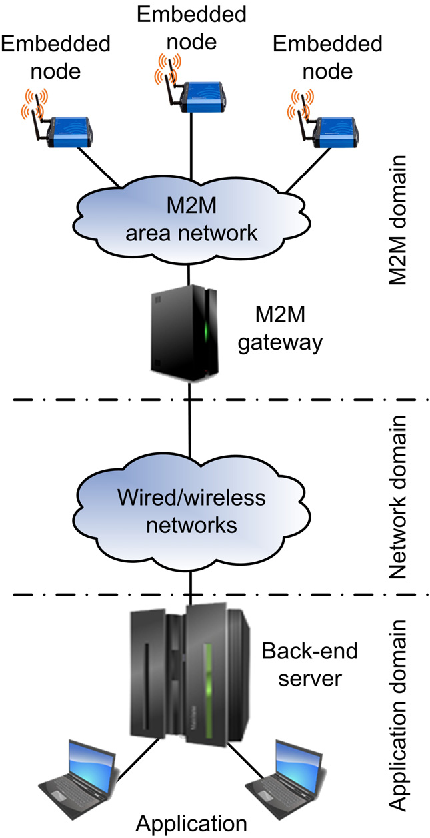 Embedded
node
Embedded
node
Embedded
node
M2M
area network
M2M domain
M2M
gateway
Wired/wireless
networks
Network domain
Back-end
server
Application domain
Application